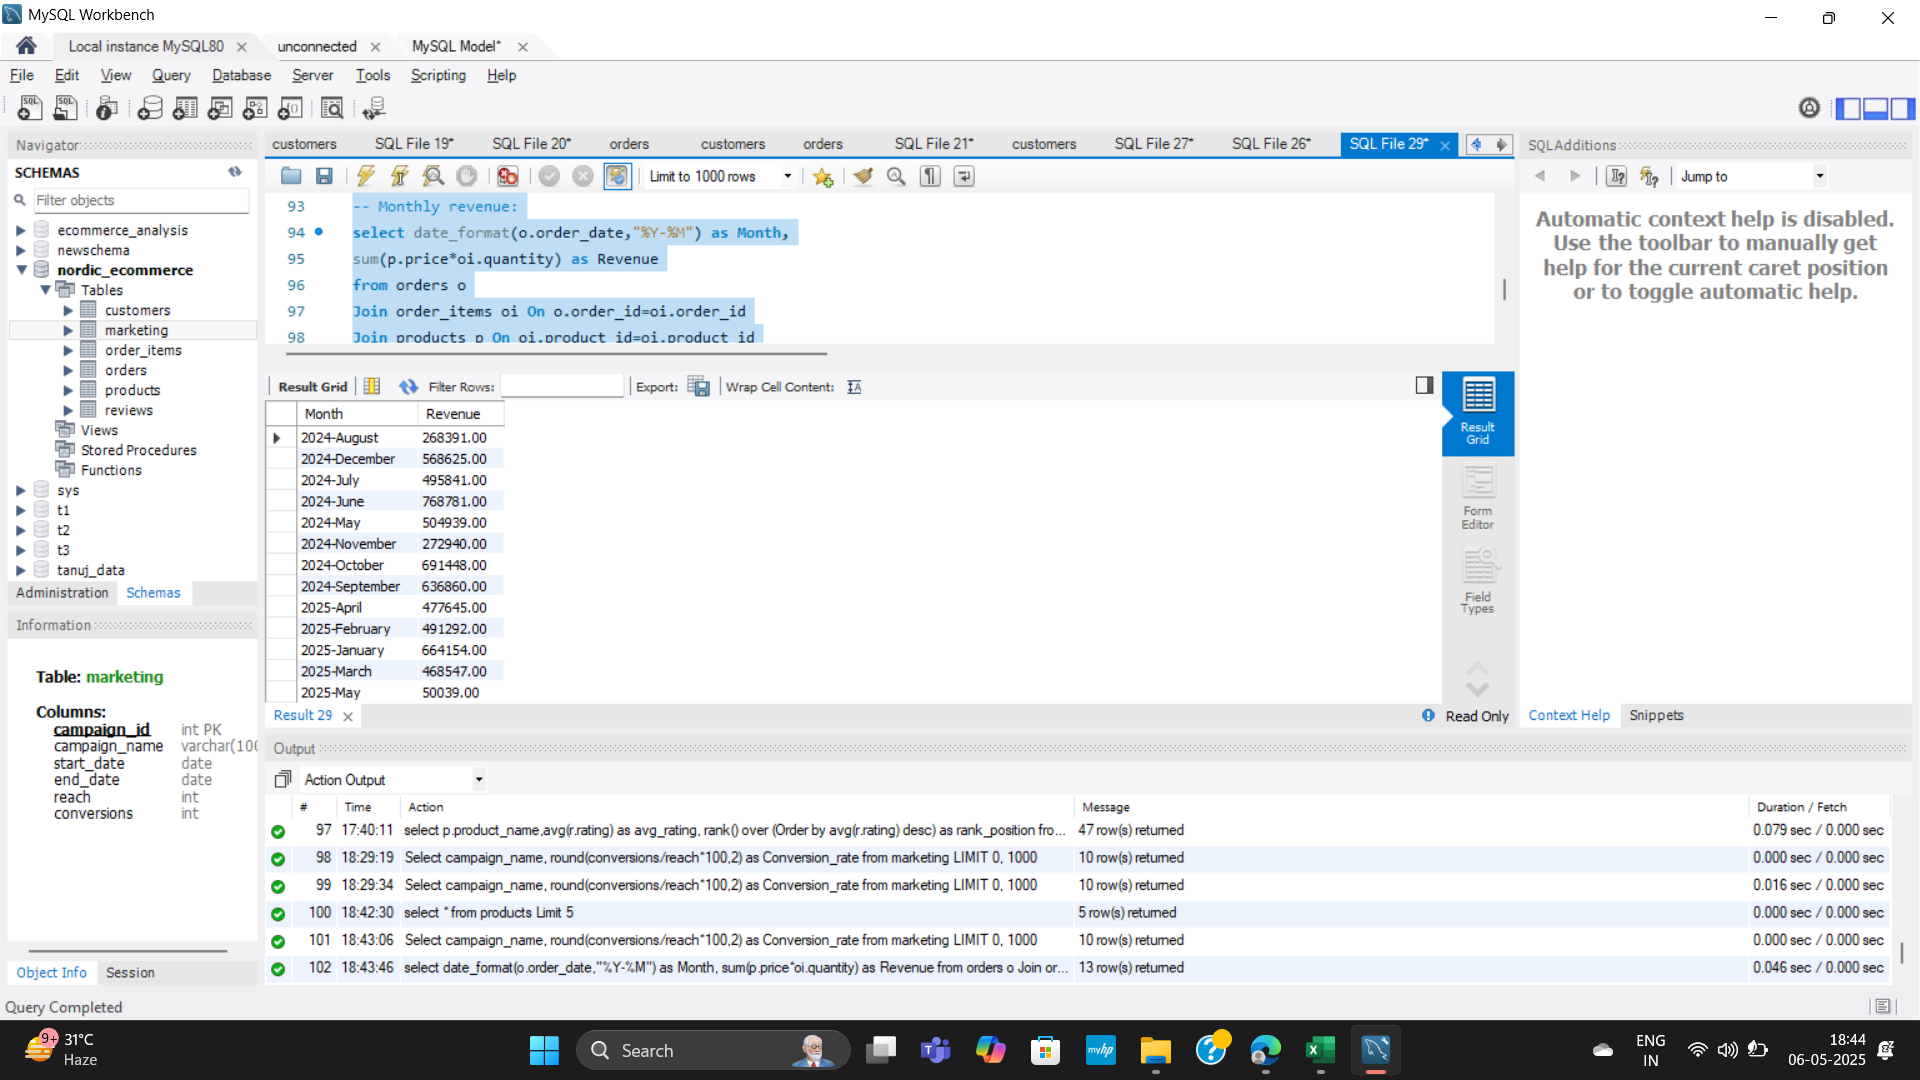 MySQL Workbench
Local instance MySQL80
unconnected
MySQL Model*
File Edit View Query Database Server Tools Scripting Help
Navigator
SCHEMAS
Filter objects
ecommerce_analysis
newschema
nordic_ecommerce
Tables
customers
marketing
order_items
orders
products
reviews
Views
Stored Procedures
Functions
sys
t1
t2
t3
tanuj_data
Administration Schemas
Information
Table: marketing
Columns:
campaign_id int PK
campaign_name varchar(100
start_date date
end_date date
reach int
conversions int
Object Info Session
customers SQL File 19* SQL File 20* orders customers orders SQL File 21* customers SQL File 27* SQL File 26* SQL File 29*
Limit to 1000 rows
93 -- Monthly revenue:
94 select date_format(o.order_date,"%Y-%M") as Month,
95 sum(p.price*oi.quantity) as Revenue
96 from orders o
97 Join order_items oi On o.order_id=oi.order_id
98 Join products p On oi.product_id=oi.product_id
Result Grid Filter Rows: Export: Wrap Cell Content:
Month Revenue
2024-August 268391.00
2024-December 568625.00
2024-July 495841.00
2024-June 768781.00
2024-May 504939.00
2024-November 272940.00
2024-October 691448.00
2024-September 636860.00
2025-April 477645.00
2025-February 491292.00
2025-January 664154.00
2025-March 468547.00
2025-May 50039.00
Result Grid
Form Editor
Field Types
Result 29
Read Only
SQLAdditions
Jump to
Automatic context help is disabled.
Use the toolbar to manually get
help for the current caret position
or to toggle automatic help.
Context Help Snippets
Output
Action Output
# Time Action Message Duration / Fetch
97 17:40:11 select p.product_name,avg(r.rating) as avg_rating, rank() over (Order by avg(r.rating) desc) as rank_position fro... 47 row(s) returned 0.079 sec / 0.000 sec
98 18:29:19 Select campaign_name, round(conversions/reach*100,2) as Conversion_rate from marketing LIMIT 0, 1000 10 row(s) returned 0.000 sec / 0.000 sec
99 18:29:34 Select campaign_name, round(conversions/reach*100,2) as Conversion_rate from marketing LIMIT 0, 1000 10 row(s) returned 0.016 sec / 0.000 sec
100 18:42:30 select * from products Limit 5 5 row(s) returned 0.000 sec / 0.000 sec
101 18:43:06 Select campaign_name, round(conversions/reach*100,2) as Conversion_rate from marketing LIMIT 0, 1000 10 row(s) returned 0.000 sec / 0.000 sec
102 18:43:46 select date_format(o.order_date,"%Y-%M") as Month, sum(p.price*oi.quantity) as Revenue from orders o Join or... 13 row(s) returned 0.046 sec / 0.000 sec
Query Completed
9+
31°C
Haze
Search
myhp
ENG
IN
18:44
06-05-2025